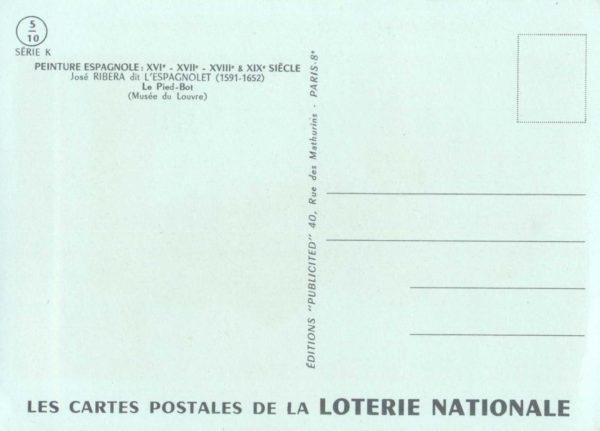 5
10
SÉRIE K
PEINTURE ESPAGNOLE : XVIe - XVIIe - XVIIIe & XIXe SIÈCLE
José RIBERA dit L'ESPAGNOLET (1591-1652)
Le Pied-Bot
(Musée du Louvre)
ÉDITIONS "PUBLICITED" 40, Rue des Mathurins - PARIS-8e
LES CARTES POSTALES DE LA LOTERIE NATIONALE